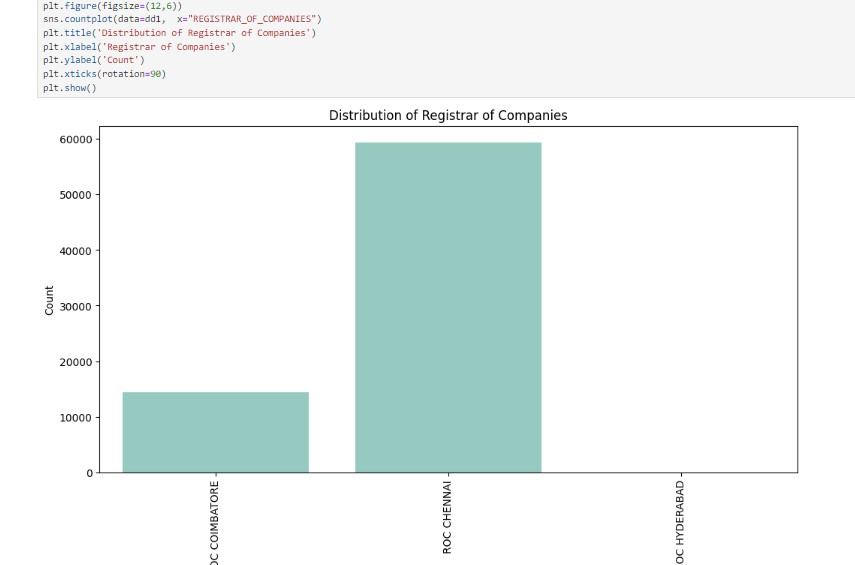 plt.figure(figsize=(12,6))
sns.countplot(data=dd1,  x="REGISTRAR_OF_COMPANIES")
plt.title('Distribution of Registrar of Companies')
plt.xlabel('Registrar of Companies')
plt.ylabel('Count')
plt.xticks(rotation=90)
plt.show()
Distribution of Registrar of Companies
60000
50000
40000
30000
20000
10000
0
Count
OC COIMBATORE
ROC CHENNAI
OC HYDERABAD